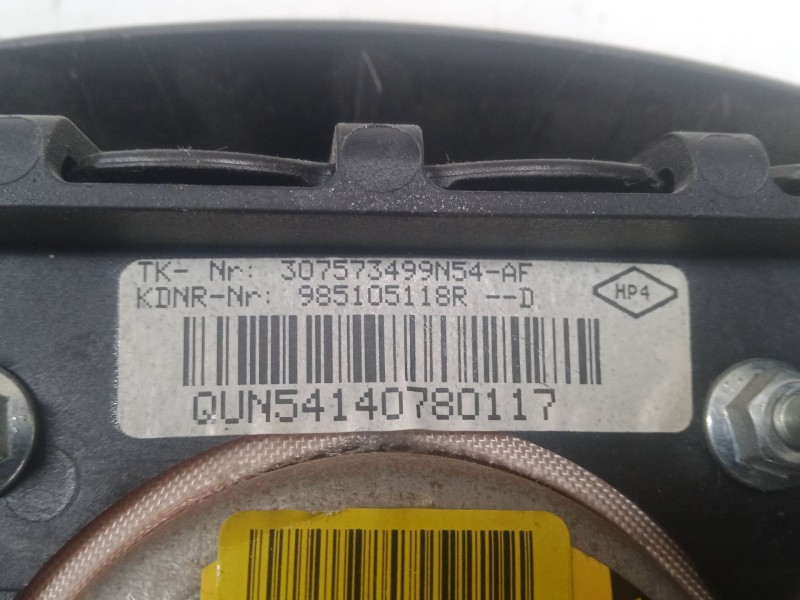 TK- Nr: 307573499N54-AF
KDNR-Nr: 985105118R --D
HP4
QUN54140780117